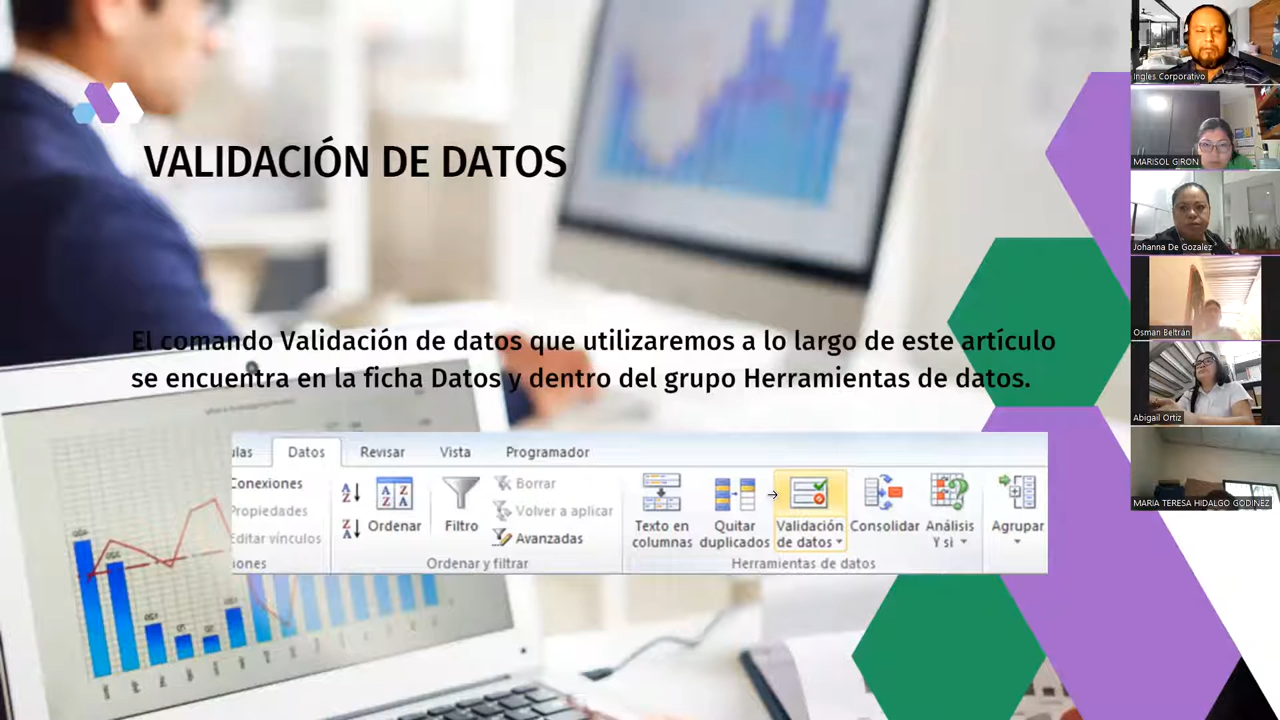 VALIDACIÓN DE DATOS
El comando Validación de datos que utilizaremos a lo largo de este artículo
se encuentra en la ficha Datos y dentro del grupo Herramientas de datos.
ulas Datos Revisar Vista Programador
Conexiones
Propiedades
Editar vínculos
iones
Ordenar
Filtro
Borrar
Volver a aplicar
Avanzadas
Ordenar y filtrar
Texto en
columnas
Quitar
duplicados
Validación
de datos
Consolidar
Análisis
Y si
Agrupar
Herramientas de datos
Ingles Corporativo
MARISOL GIRON
Johanna De Gozalez
Osman Beltrán
Abigail Ortiz
MARIA TERESA HIDALGO GODINEZ